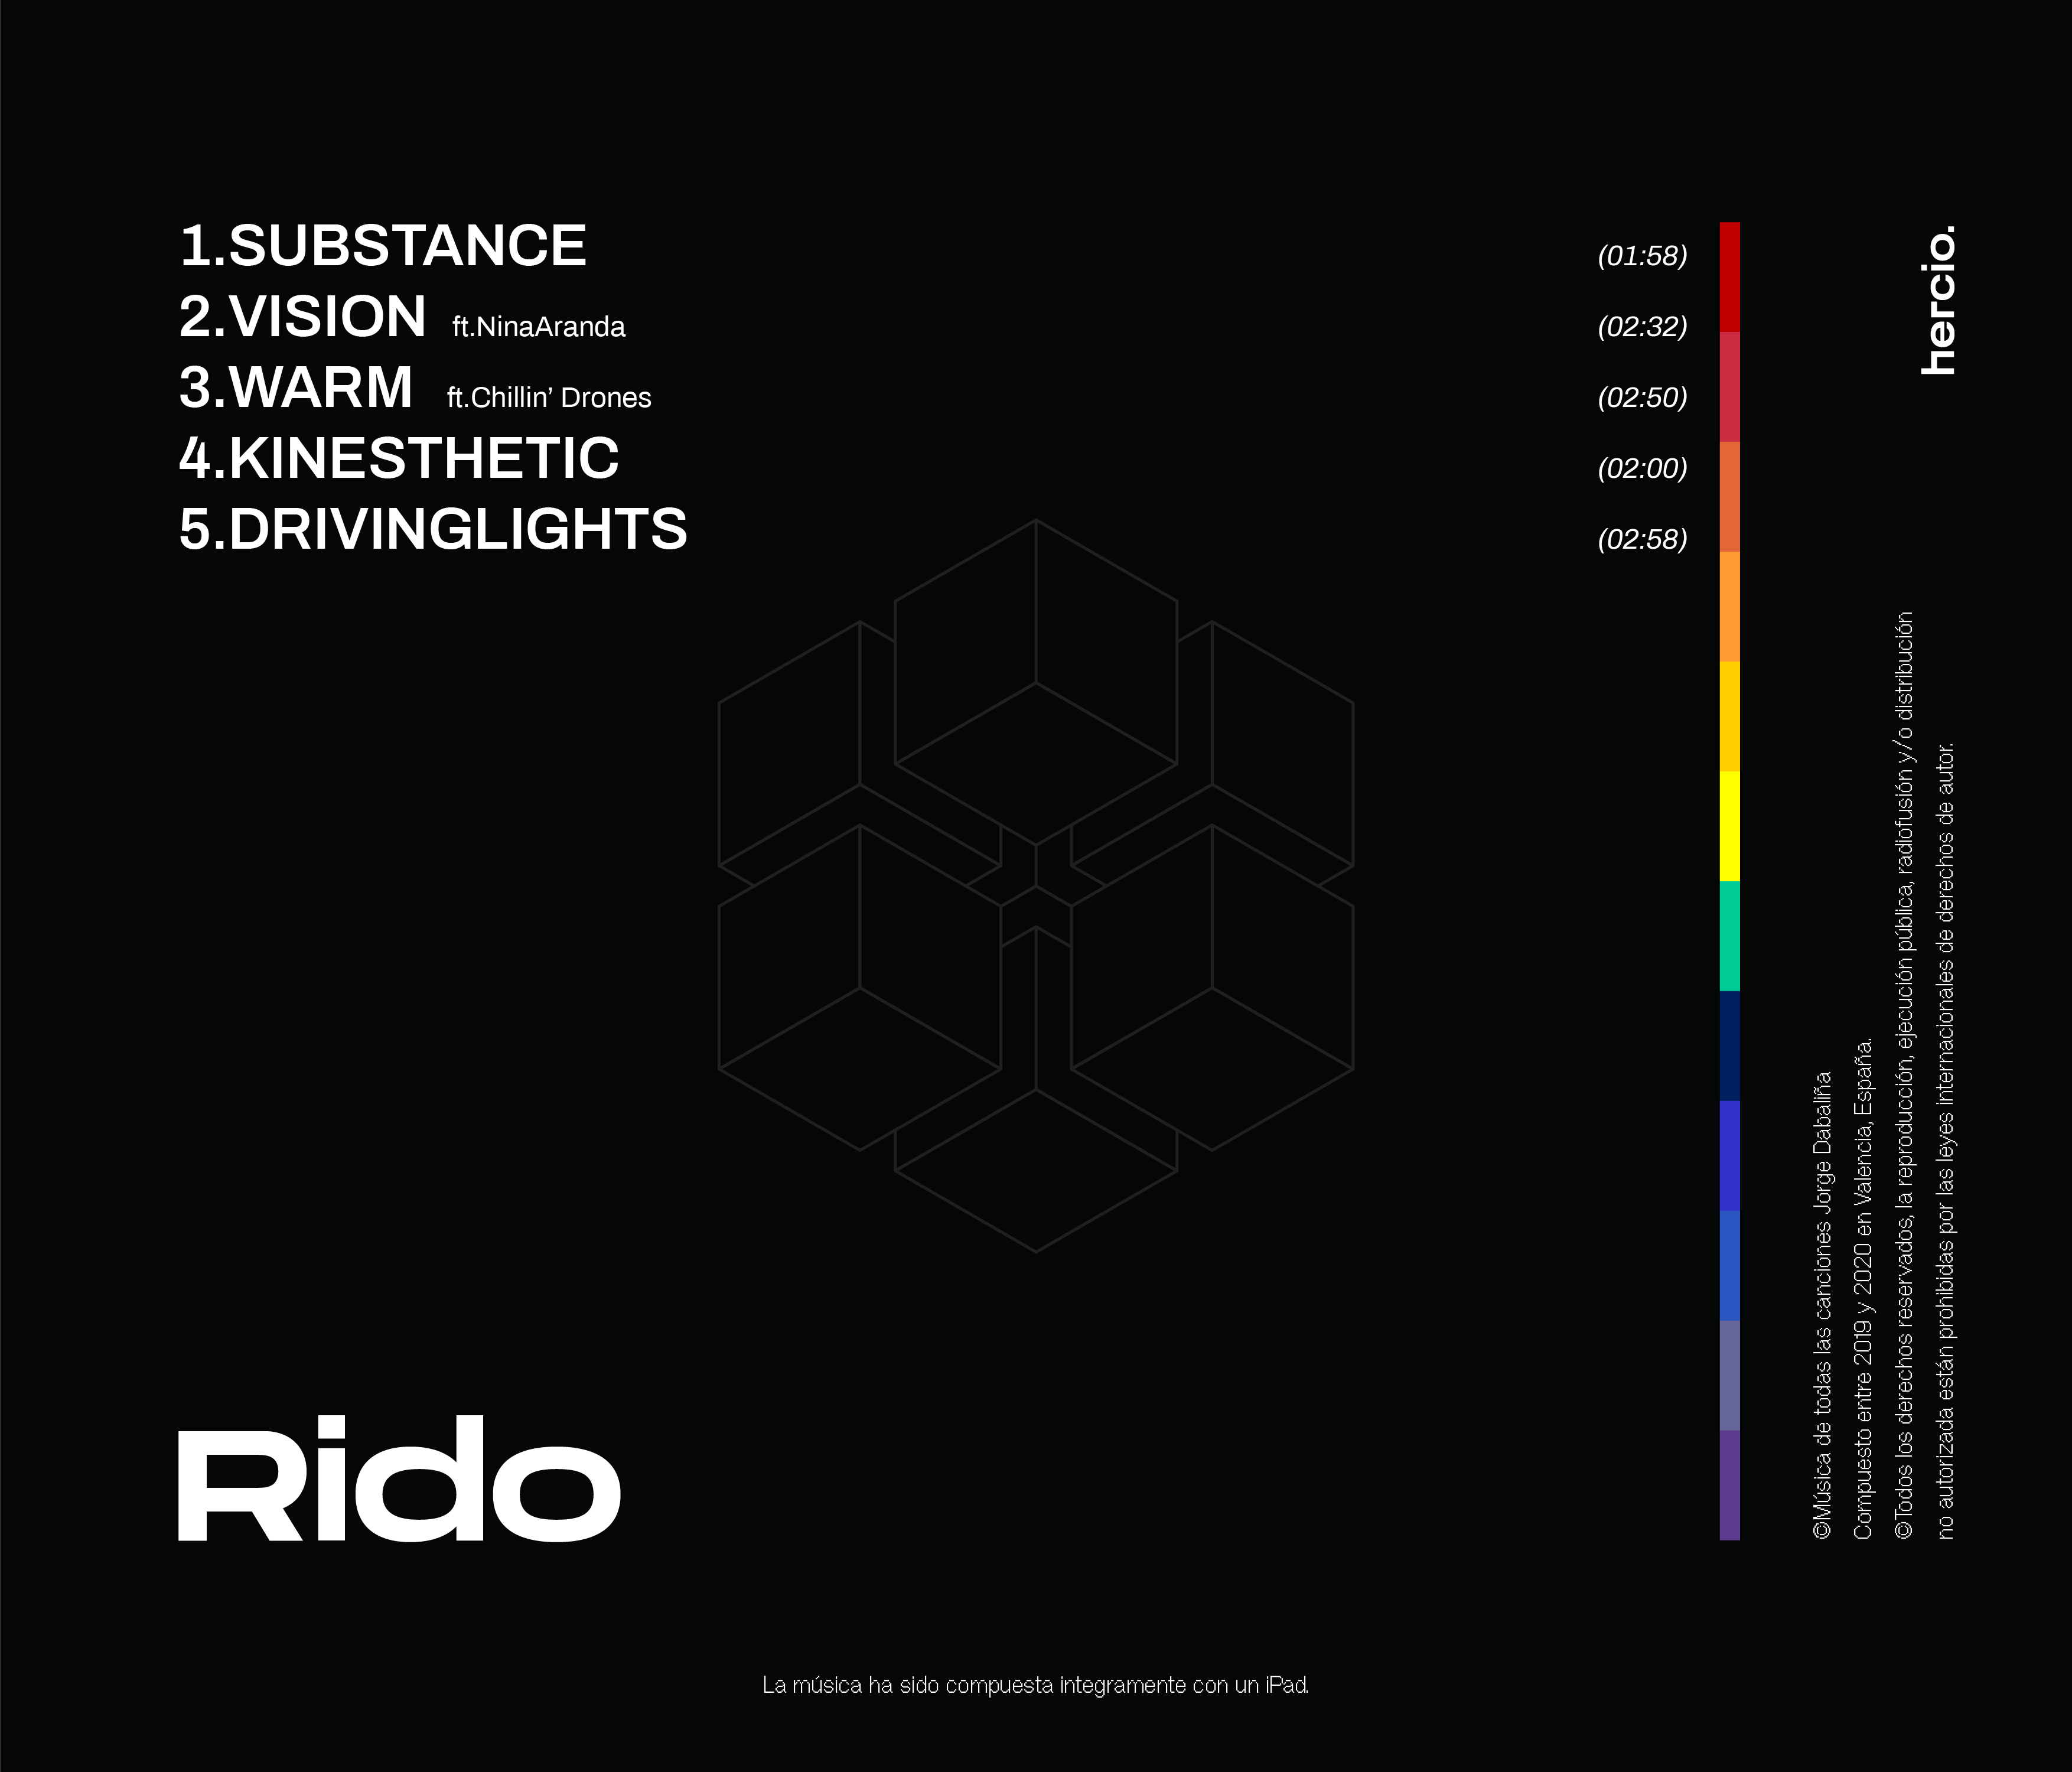 1.SUBSTANCE (01:58)
2.VISION ft.NinaAranda (02:32)
3.WARM ft.Chillin’ Drones (02:50)
4.KINESTHETIC (02:00)
5.DRIVINGLIGHTS (02:58)
hercio.
©Música de todas las canciones Jorge Dabaliña
Compuesto entre 2019 y 2020 en Valencia, España.
©Todos los derechos reservados, la reproducción, ejecución pública, radiofusión y/o distribución
no autorizada están prohibidas por las leyes internacionales de derechos de autor.
Rido
La música ha sido compuesta integramente con un iPad.